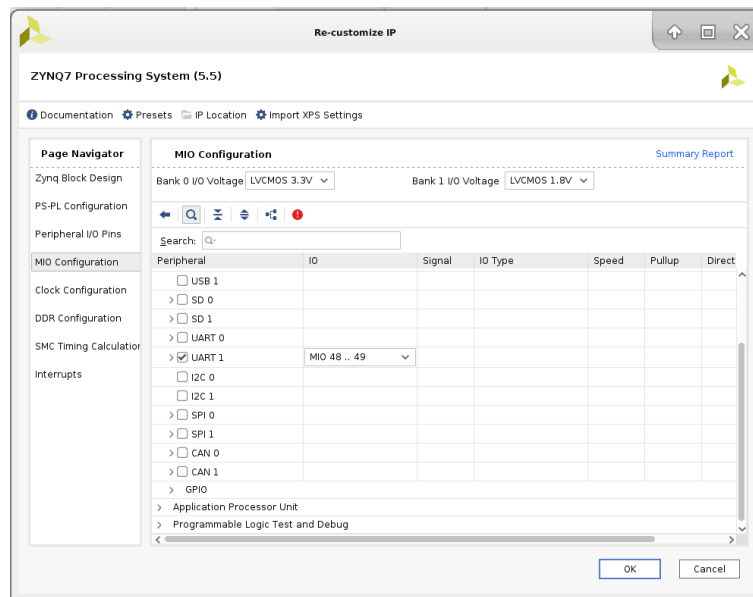 Re-customize IP
ZYNQ7 Processing System (5.5)
Documentation Presets IP Location Import XPS Settings
Page Navigator
Zynq Block Design
PS-PL Configuration
Peripheral I/O Pins
MIO Configuration
Clock Configuration
DDR Configuration
SMC Timing Calculation
Interrupts
MIO Configuration Summary Report
Bank 0 I/O Voltage LVCMOS 3.3V Bank 1 I/O Voltage LVCMOS 1.8V
Search:
Peripheral IO Signal IO Type Speed Pullup Direct
USB 1
SD 0
SD 1
UART 0
UART 1 MIO 48 .. 49
I2C 0
I2C 1
SPI 0
SPI 1
CAN 0
CAN 1
GPIO
Application Processor Unit
Programmable Logic Test and Debug
OK Cancel